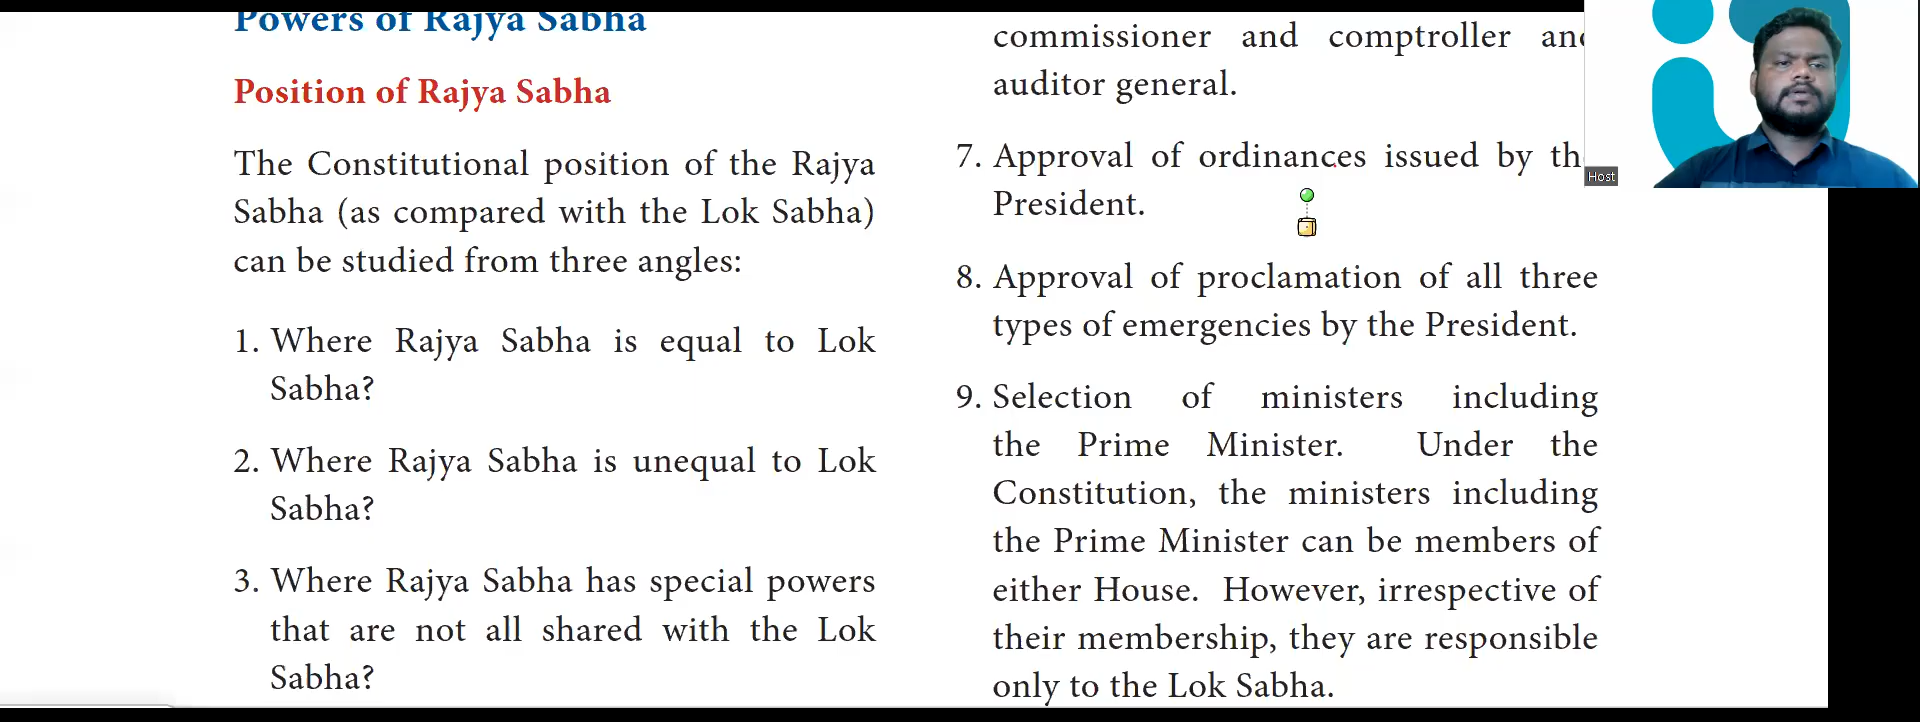 Powers of Rajya Sabha
Position of Rajya Sabha
The Constitutional position of the Rajya
Sabha (as compared with the Lok Sabha)
can be studied from three angles:
1. Where Rajya Sabha is equal to Lok
Sabha?
2. Where Rajya Sabha is unequal to Lok
Sabha?
3. Where Rajya Sabha has special powers
that are not all shared with the Lok
Sabha?
commissioner and comptroller and
auditor general.
7. Approval of ordinances issued by th
President.
8. Approval of proclamation of all three
types of emergencies by the President.
9. Selection of ministers including
the Prime Minister. Under the
Constitution, the ministers including
the Prime Minister can be members of
either House. However, irrespective of
their membership, they are responsible
only to the Lok Sabha.
Host